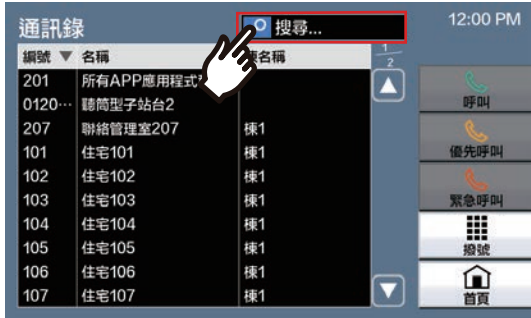 通訊錄
搜尋...
12:00 PM
編號 ▼ 名稱 棟名稱
1/2
201 所有APP應用程式
0120… 聽筒型子站台2
207 聯絡管理室207 棟1
101 住宅101 棟1
102 住宅102 棟1
103 住宅103 棟1
104 住宅104 棟1
105 住宅105 棟1
106 住宅106 棟1
107 住宅107 棟1
呼叫
優先呼叫
緊急呼叫
撥號
首頁